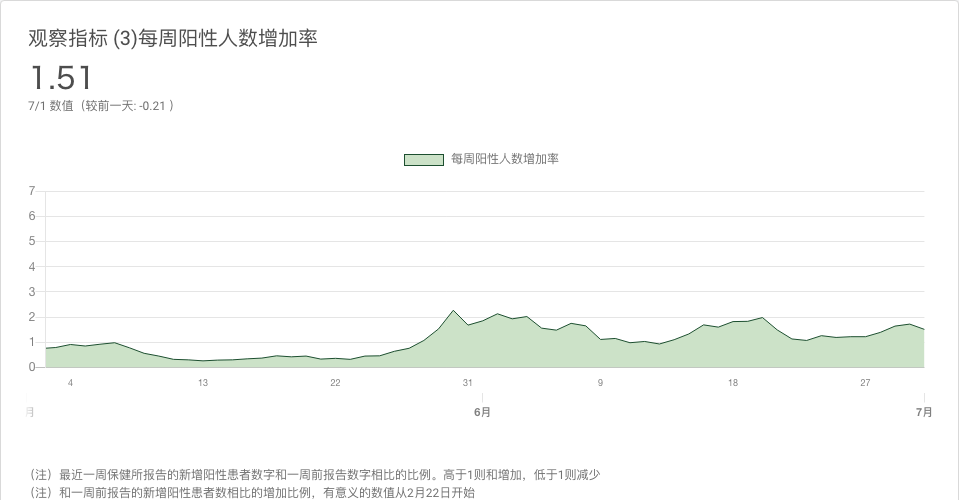 观察指标 (3)每周阳性人数增加率
1.51
7/1 数值（较前一天: -0.21 ）
每周阳性人数增加率
7
6
5
4
3
2
1
0
4 13 22 31 9 18 27
月 6月 7月
（注）最近一周保健所报告的新增阳性患者数字和一周前报告数字相比的比例。高于1则和增加，低于1则减少
（注）和一周前报告的新增阳性患者数相比的增加比例，有意义的数值从2月22日开始